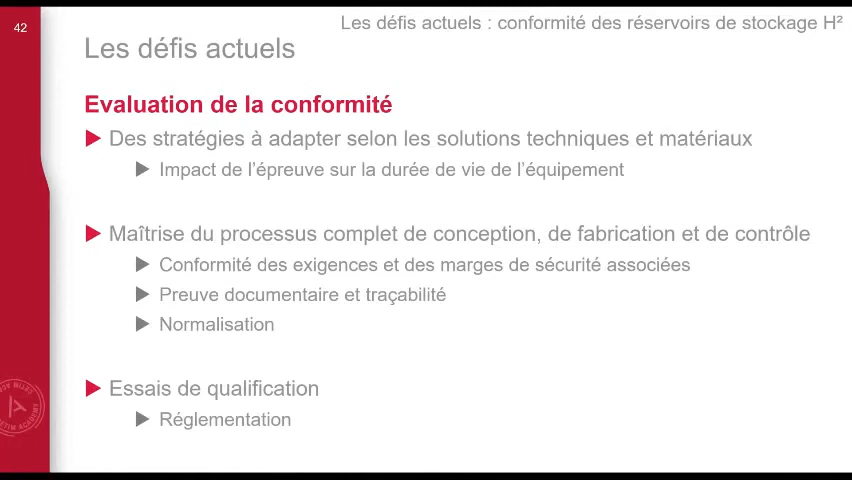 42
Les défis actuels : conformité des réservoirs de stockage H²
Les défis actuels
Evaluation de la conformité
Des stratégies à adapter selon les solutions techniques et matériaux
Impact de l'épreuve sur la durée de vie de l'équipement
Maîtrise du processus complet de conception, de fabrication et de contrôle
Conformité des exigences et des marges de sécurité associées
Preuve documentaire et traçabilité
Normalisation
Essais de qualification
Réglementation